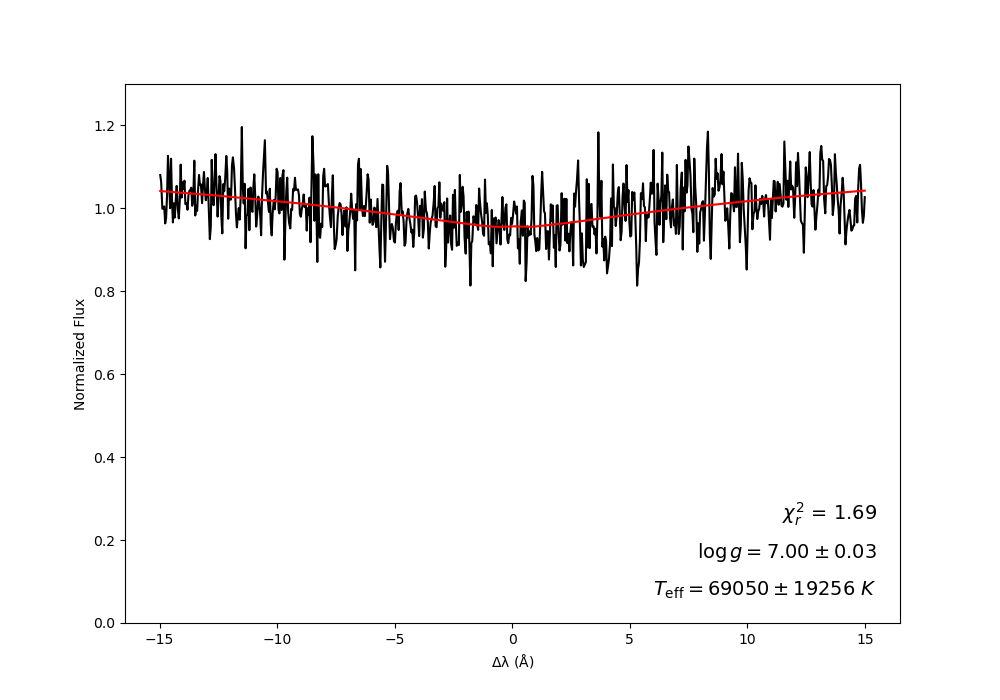 1.2
1.0
0.8
0.6
0.4
0.2
0.0
Normalized Flux
χ²ᵣ = 1.69
log g = 7.00 ± 0.03
T_eff = 69050 ± 19256 K
−15 −10 −5 0 5 10 15
Δλ (Å)